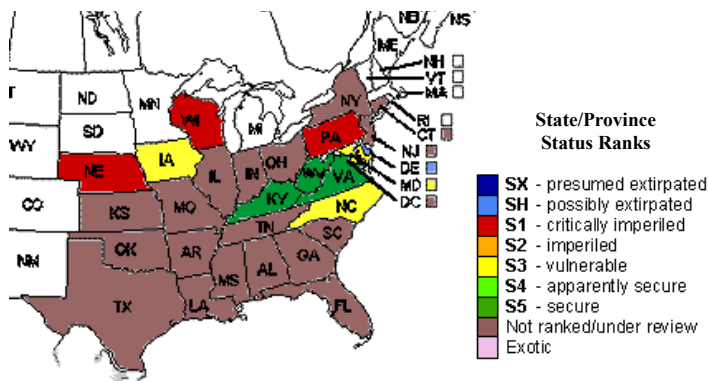 NB
NS
ME
NH
VT
MA
ND
MN
NY
SD
WI
MI
RI
CT
WY
IA
PA
NJ
NE
OH
DE
IL
IN
WV
VA
MD
CO
KS
MO
KY
DC
NC
TN
OK
AR
SC
NM
MS
AL
GA
TX
LA
FL
State/Province
Status Ranks
SX - presumed extirpated
SH - possibly extirpated
S1 - critically imperiled
S2 - imperiled
S3 - vulnerable
S4 - apparently secure
S5 - secure
Not ranked/under review
Exotic